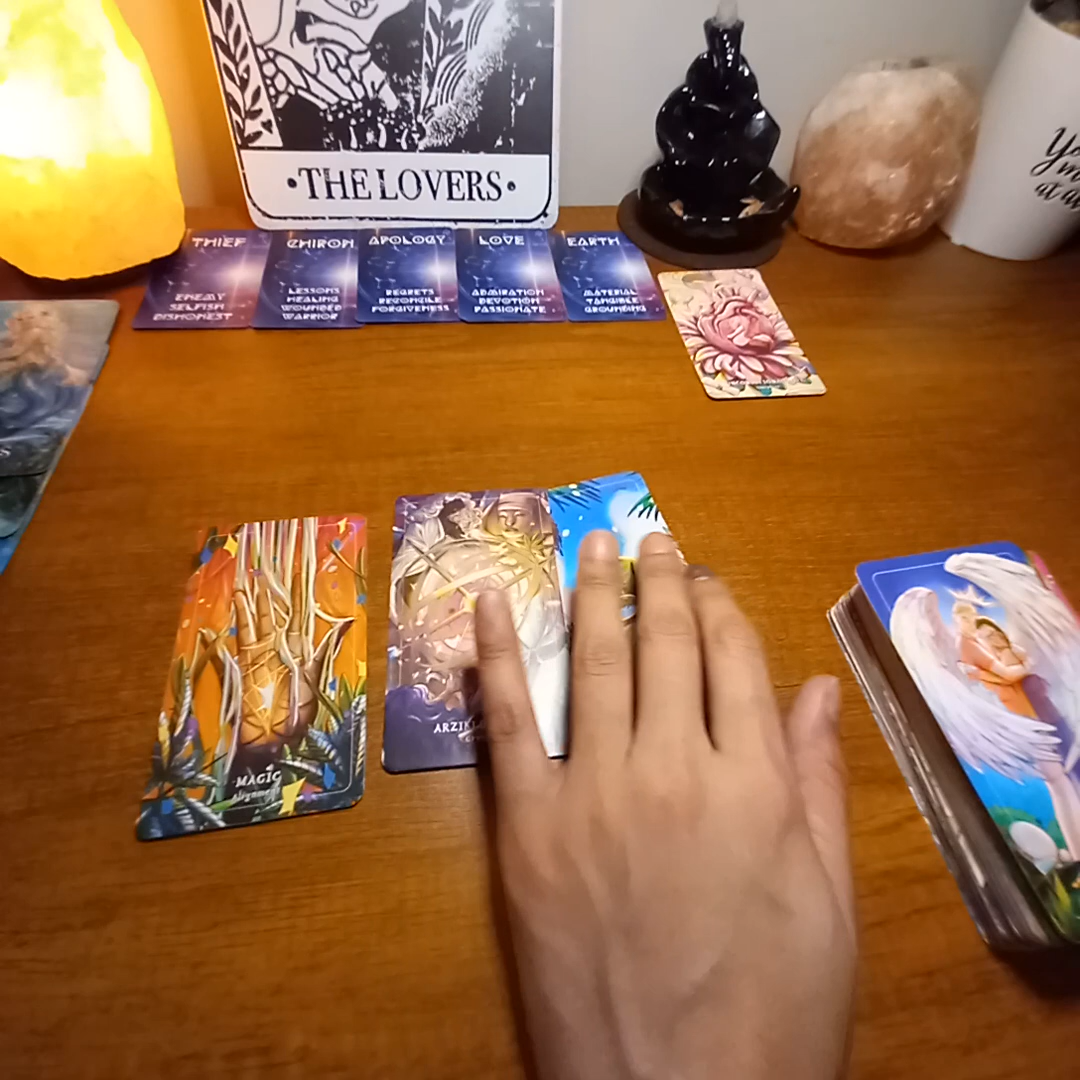 •THE LOVERS•
THIEF
ENEMY
SELFISH
DISHONEST
CHIRON
LESSONS
HEALING
WOUNDED
WARRIOR
APOLOGY
REGRETS
RECONCILE
FORGIVENESS
LOVE
ADMIRATION
DEVOTION
PASSIONATE
EARTH
MATERIAL
TANGIBLE
GROUNDING
MAGIC
Alignment